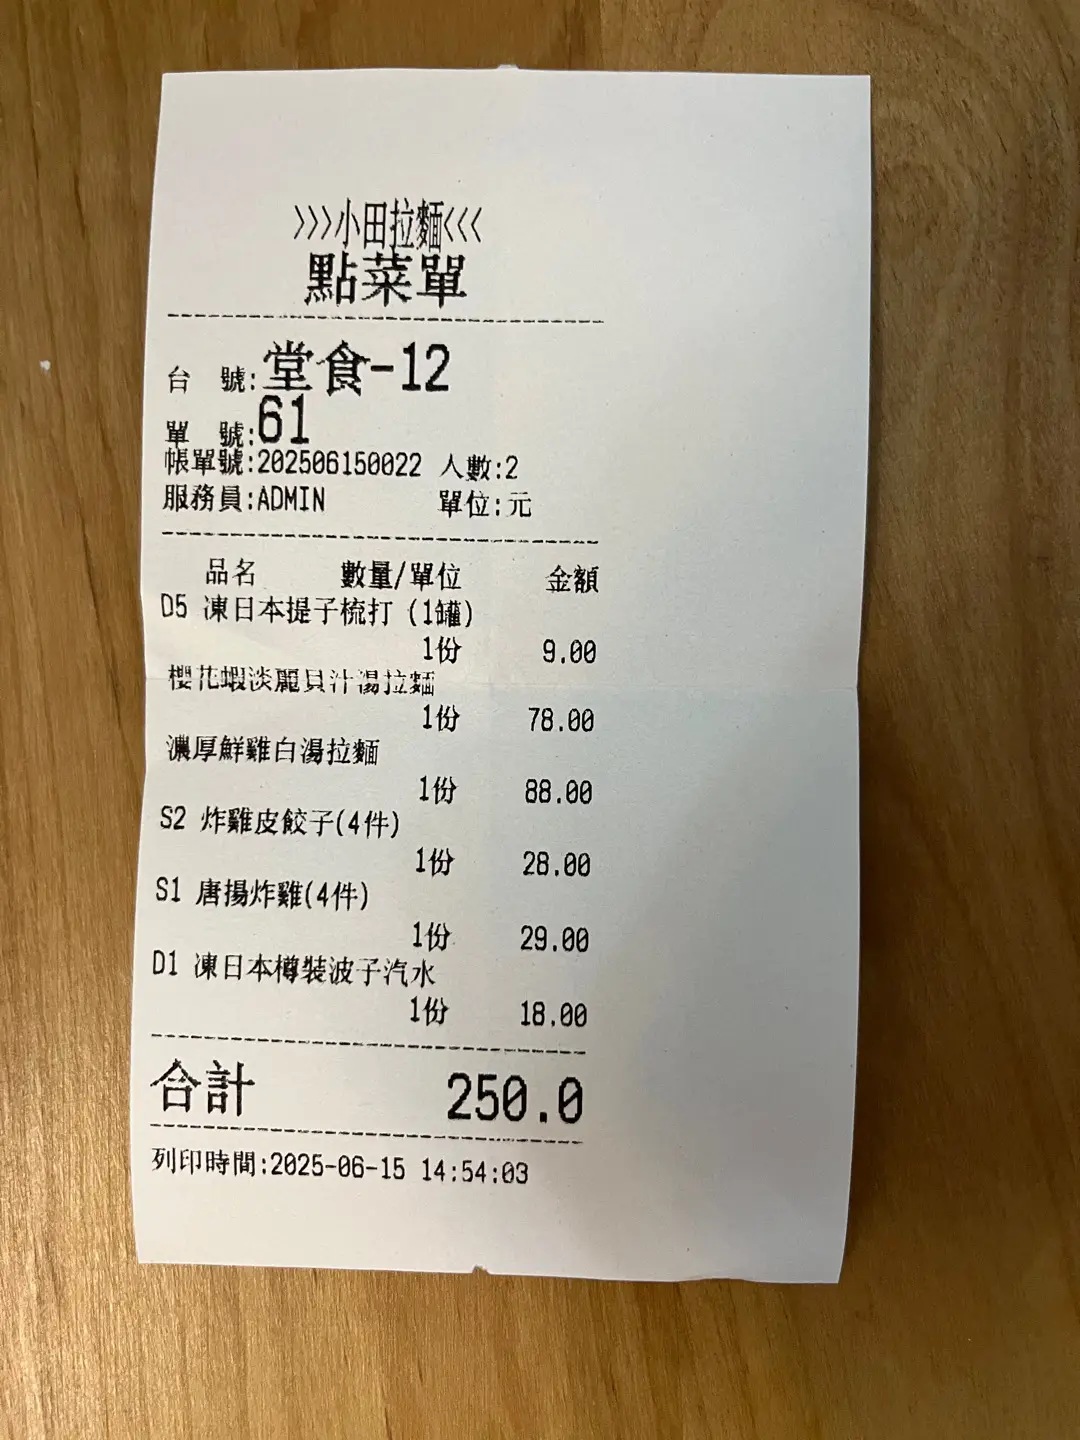 >>>小田拉麵<<<
點菜單
台 號:堂食-12
單 號:61
帳單號:202506150022 人數:2
服務員:ADMIN 單位:元
品名 數量/單位 金額
D5 凍日本提子梳打 (1罐)
1份 9.00
櫻花蝦淡麗貝汁湯拉麵
1份 78.00
濃厚鮮雞白湯拉麵
1份 88.00
S2 炸雞皮餃子(4件)
1份 28.00
S1 唐揚炸雞(4件)
1份 29.00
D1 凍日本樽裝波子汽水
1份 18.00
合計 250.0
列印時間:2025-06-15 14:54:03